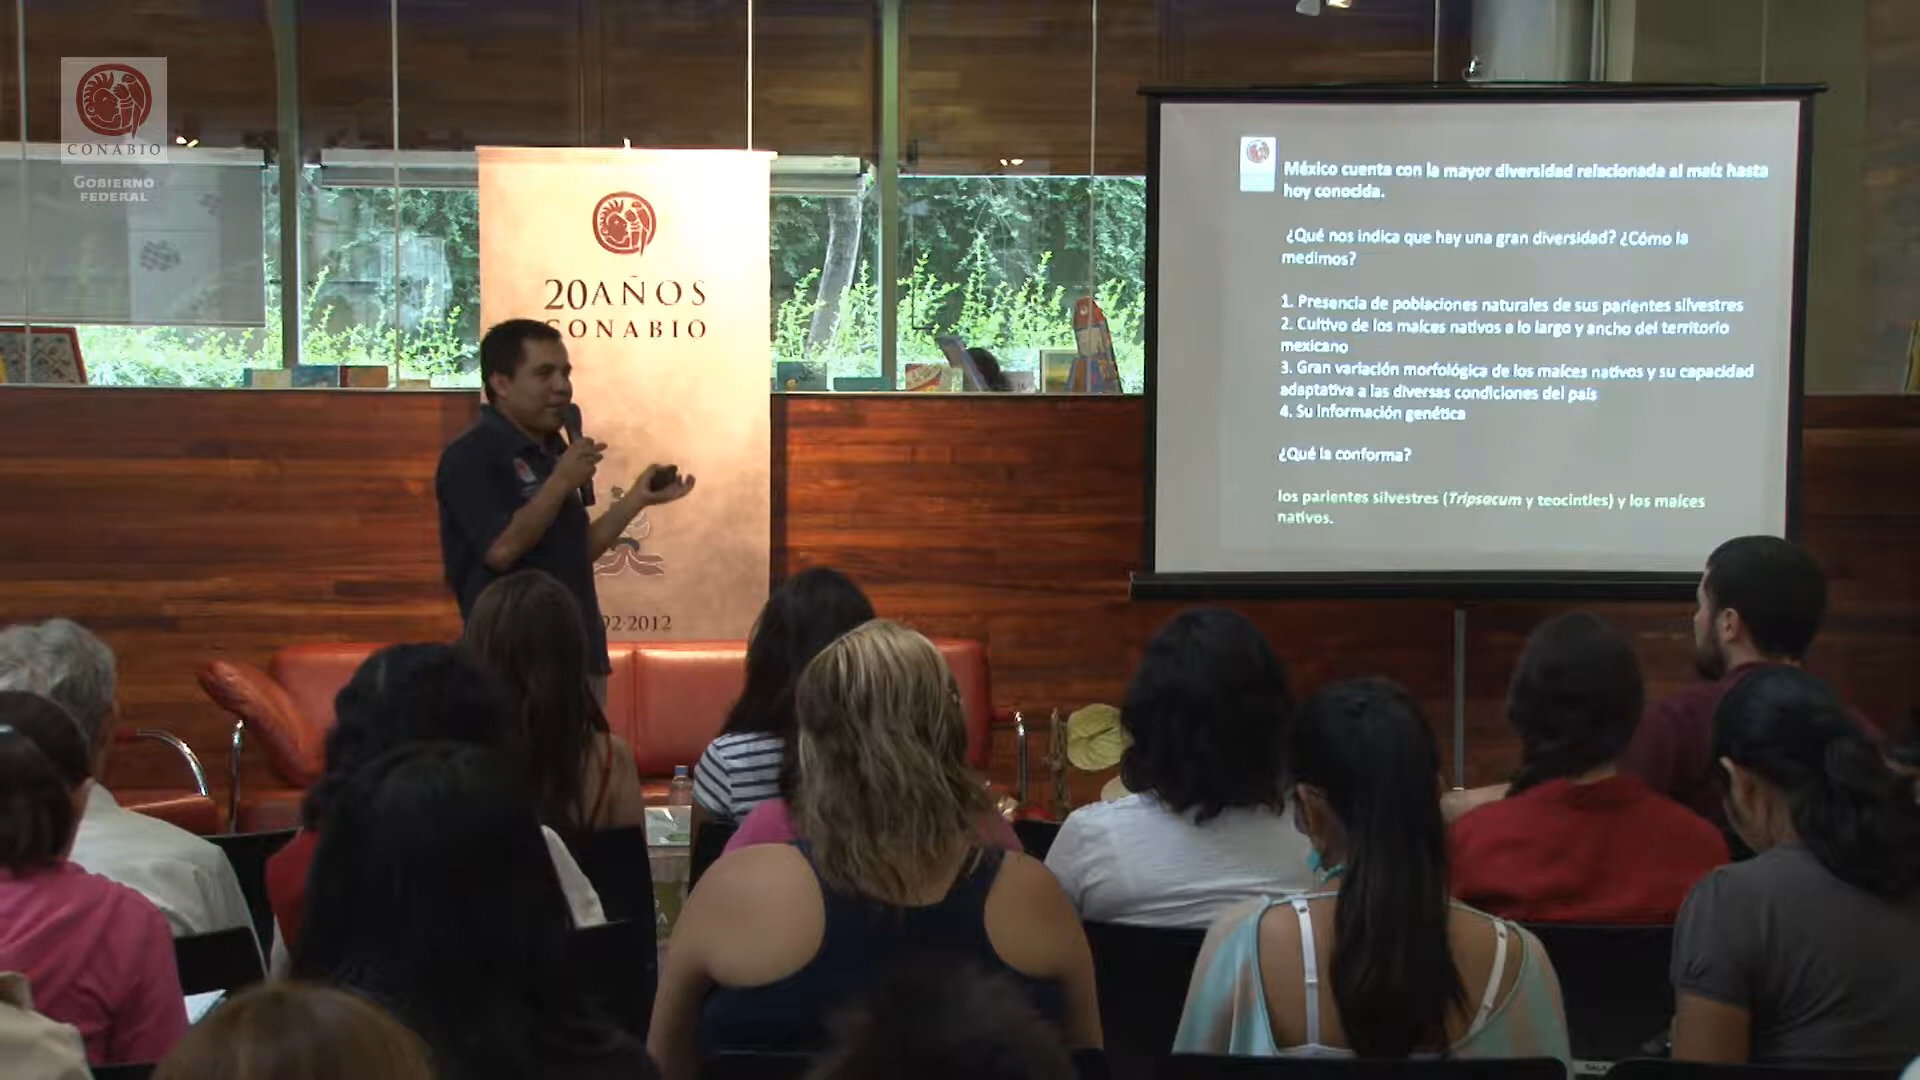 CONABIO
GOBIERNO
FEDERAL
20 AÑOS
CONABIO
92-2012
México cuenta con la mayor diversidad relacionada al maíz hasta
hoy conocida.
¿Qué nos indica que hay una gran diversidad? ¿Cómo la
medimos?
1. Presencia de poblaciones naturales de sus parientes silvestres
2. Cultivo de los maíces nativos a lo largo y ancho del territorio
mexicano
3. Gran variación morfológica de los maíces nativos y su capacidad
adaptativa a las diversas condiciones del país
4. Su información genética
¿Qué la conforma?
los parientes silvestres (Tripsacum y teocintles) y los maíces
nativos.